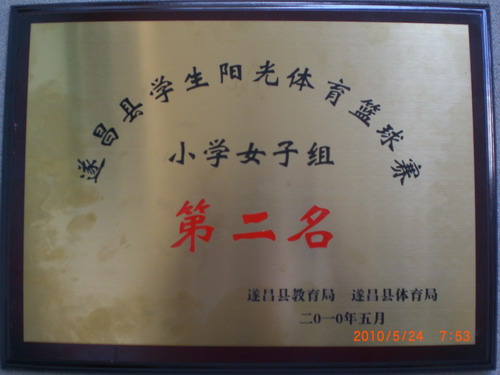 遂昌县学生阳光体育篮球赛
小学女子组
第二名
遂昌县教育局 遂昌县体育局
二〇一〇年五月
2010/5/24 7:53